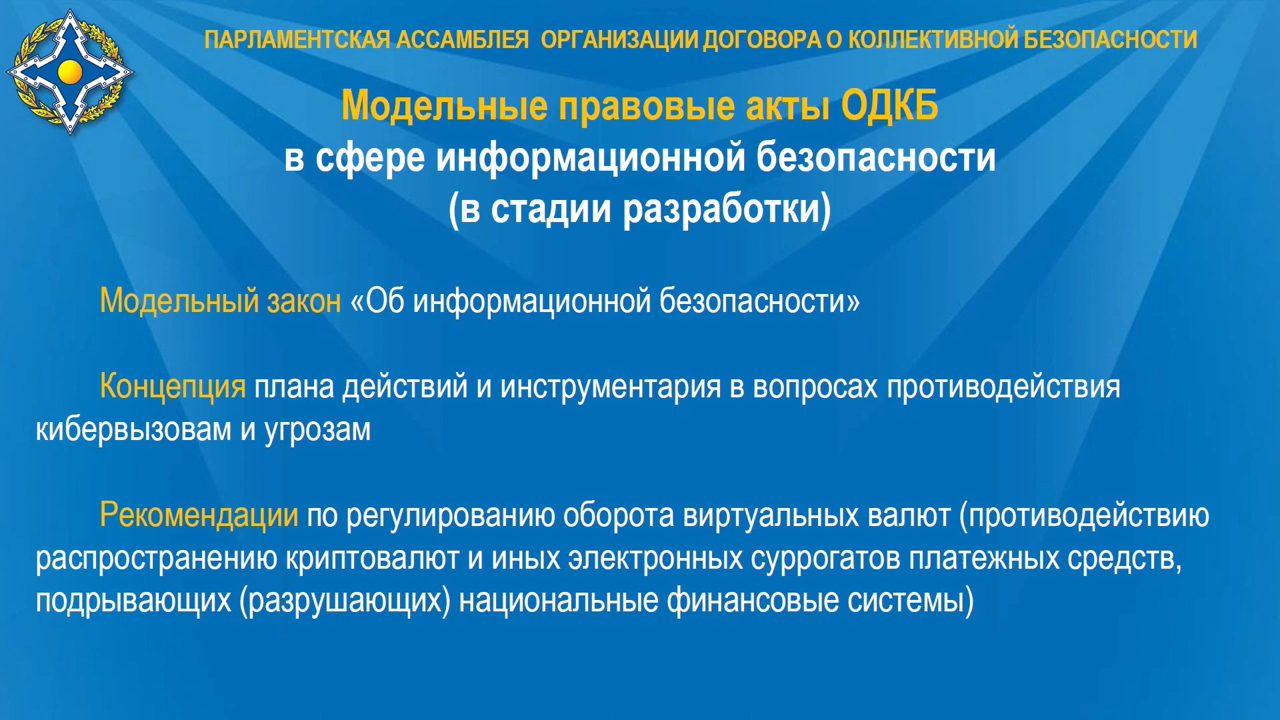 ПАРЛАМЕНТСКАЯ АССАМБЛЕЯ ОРГАНИЗАЦИИ ДОГОВОРА О КОЛЛЕКТИВНОЙ БЕЗОПАСНОСТИ
Модельные правовые акты ОДКБ
в сфере информационной безопасности
(в стадии разработки)
Модельный закон «Об информационной безопасности»
Концепция плана действий и инструментария в вопросах противодействия
кибервызовам и угрозам
Рекомендации по регулированию оборота виртуальных валют (противодействию
распространению криптовалют и иных электронных суррогатов платежных средств,
подрывающих (разрушающих) национальные финансовые системы)